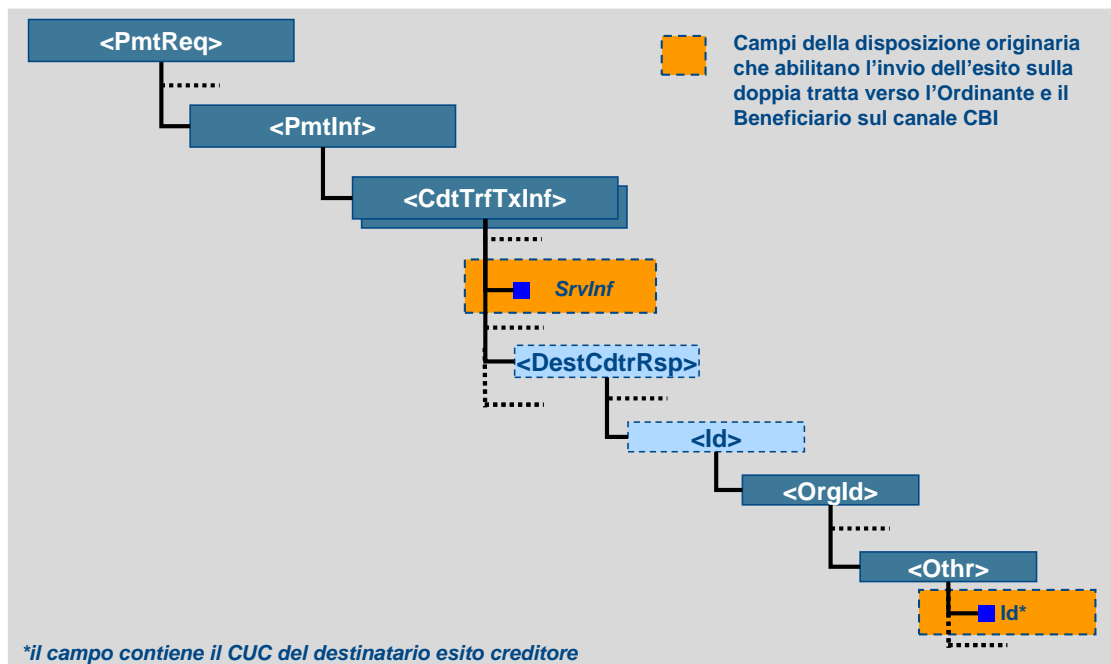 <PmtReq>
Campi della disposizione originaria
che abilitano l'invio dell'esito sulla
doppia tratta verso l'Ordinante e il
Beneficiario sul canale CBI
<PmtInf>
<CdtTrfTxInf>
SrvInf
<DestCdtrRsp>
<Id>
<OrgId>
<Othr>
Id*
*il campo contiene il CUC del destinatario esito creditore